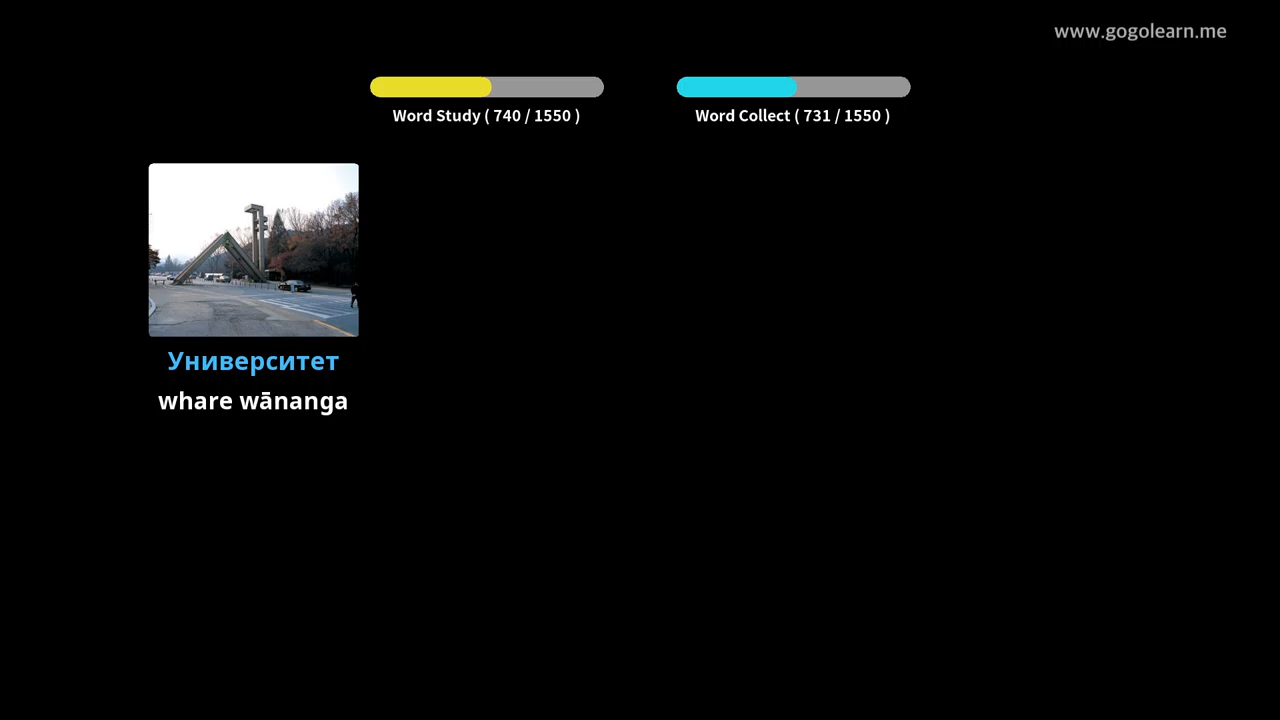 www.gogolearn.me
Word Study ( 740 / 1550 )
Word Collect ( 731 / 1550 )
Университет
whare wānanga